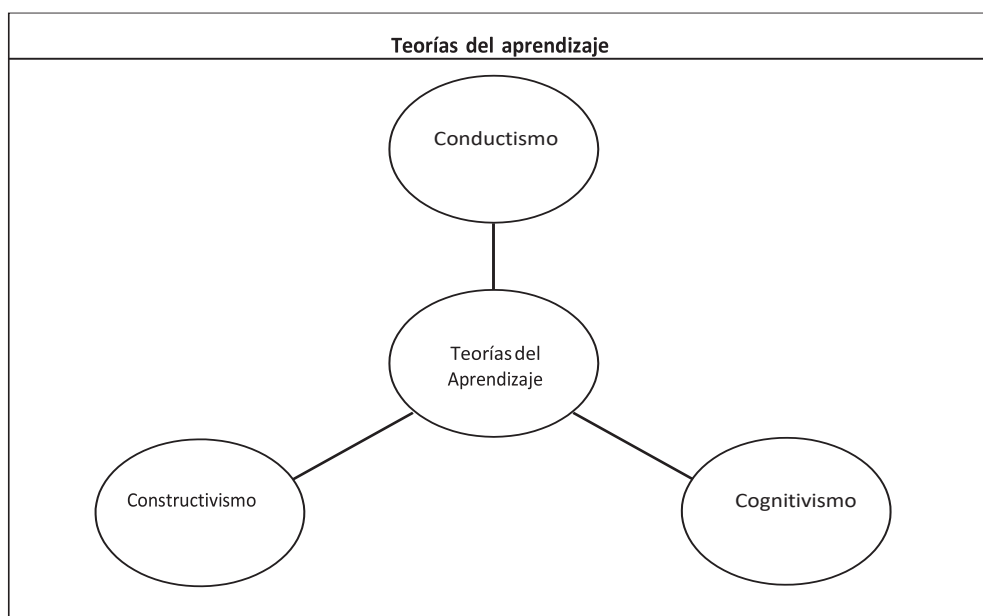 Teorías del aprendizaje
Conductismo
Teorías del
Aprendizaje
Constructivismo
Cognitivismo